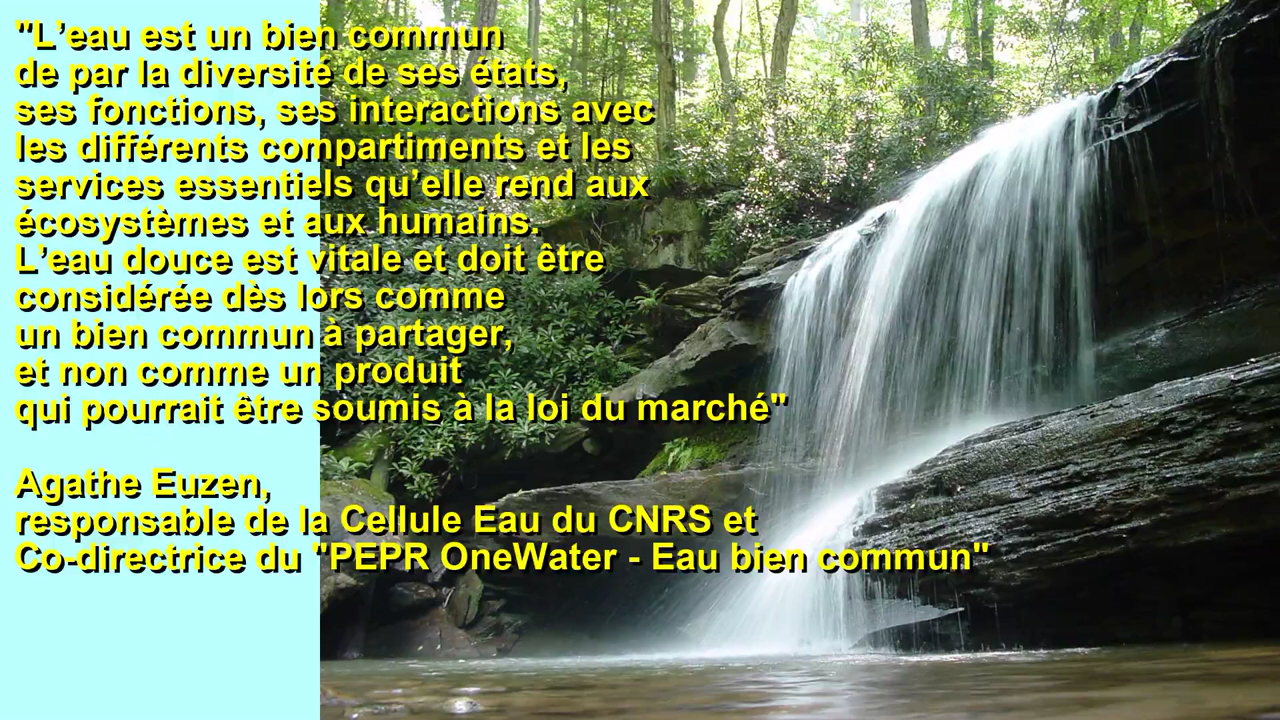 "L’eau est un bien commun
de par la diversité de ses états,
ses fonctions, ses interactions avec
les différents compartiments et les
services essentiels qu’elle rend aux
écosystèmes et aux humains.
L’eau douce est vitale et doit être
considérée dès lors comme
un bien commun à partager,
et non comme un produit
qui pourrait être soumis à la loi du marché"
Agathe Euzen,
responsable de la Cellule Eau du CNRS et
Co-directrice du "PEPR OneWater - Eau bien commun"